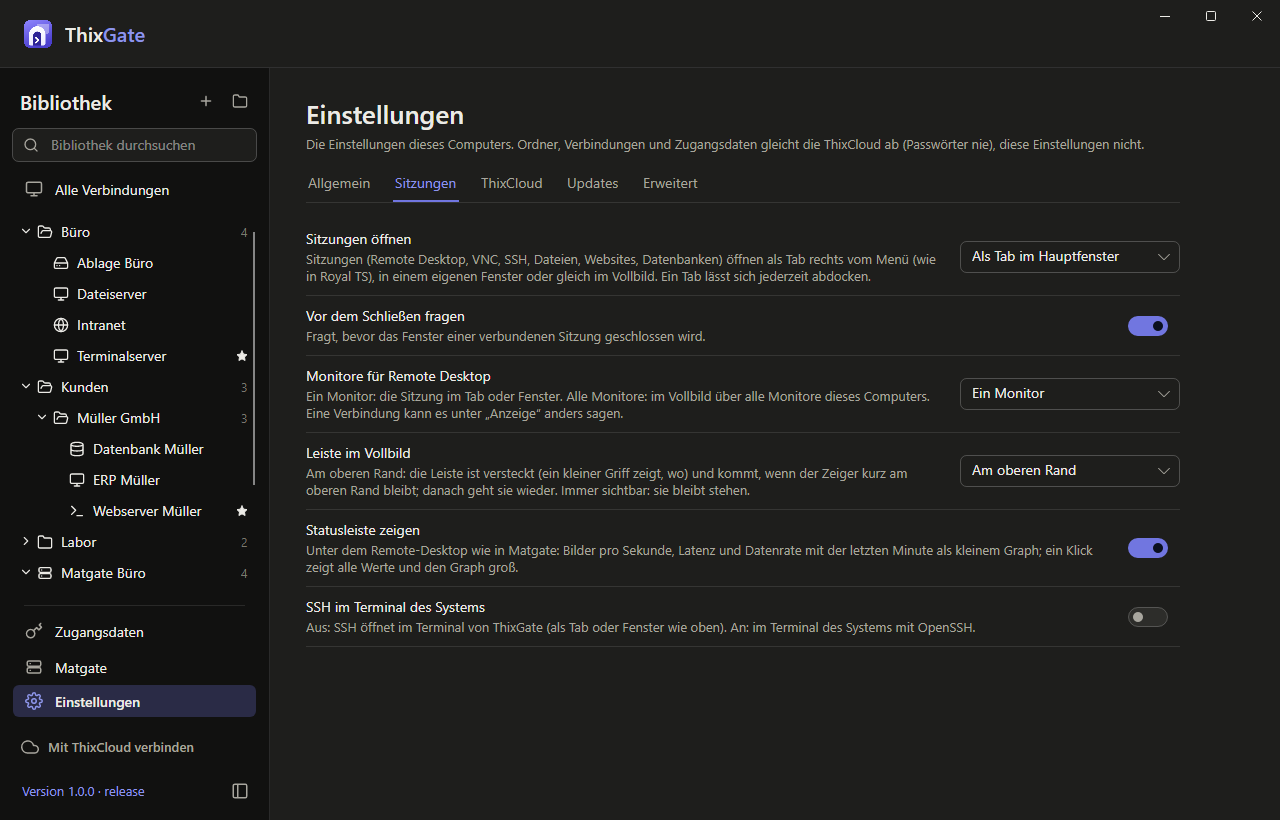 ThixGate
Bibliothek
Bibliothek durchsuchen
Alle Verbindungen
Büro 4
Ablage Büro
Dateiserver
Intranet
Terminalserver
Kunden 3
Müller GmbH 3
Datenbank Müller
ERP Müller
Webserver Müller
Labor 2
Matgate Büro 4
Zugangsdaten
Matgate
Einstellungen
Mit ThixCloud verbinden
Version 1.0.0 · release
Einstellungen
Die Einstellungen dieses Computers. Ordner, Verbindungen und Zugangsdaten gleicht die ThixCloud ab (Passwörter nie), diese Einstellungen nicht.
Allgemein Sitzungen ThixCloud Updates Erweitert
Sitzungen öffnen
Sitzungen (Remote Desktop, VNC, SSH, Dateien, Websites, Datenbanken) öffnen als Tab rechts vom Menü (wie
in Royal TS), in einem eigenen Fenster oder gleich im Vollbild. Ein Tab lässt sich jederzeit abdocken.
Als Tab im Hauptfenster
Vor dem Schließen fragen
Fragt, bevor das Fenster einer verbundenen Sitzung geschlossen wird.
Monitore für Remote Desktop
Ein Monitor: die Sitzung im Tab oder Fenster. Alle Monitore: im Vollbild über alle Monitore dieses Computers.
Eine Verbindung kann es unter „Anzeige“ anders sagen.
Ein Monitor
Leiste im Vollbild
Am oberen Rand: die Leiste ist versteckt (ein kleiner Griff zeigt, wo) und kommt, wenn der Zeiger kurz am
oberen Rand bleibt; danach geht sie wieder. Immer sichtbar: sie bleibt stehen.
Am oberen Rand
Statusleiste zeigen
Unter dem Remote-Desktop wie in Matgate: Bilder pro Sekunde, Latenz und Datenrate mit der letzten Minute als kleinem Graph; ein Klick
zeigt alle Werte und den Graph groß.
SSH im Terminal des Systems
Aus: SSH öffnet im Terminal von ThixGate (als Tab oder Fenster wie oben). An: im Terminal des Systems mit OpenSSH.